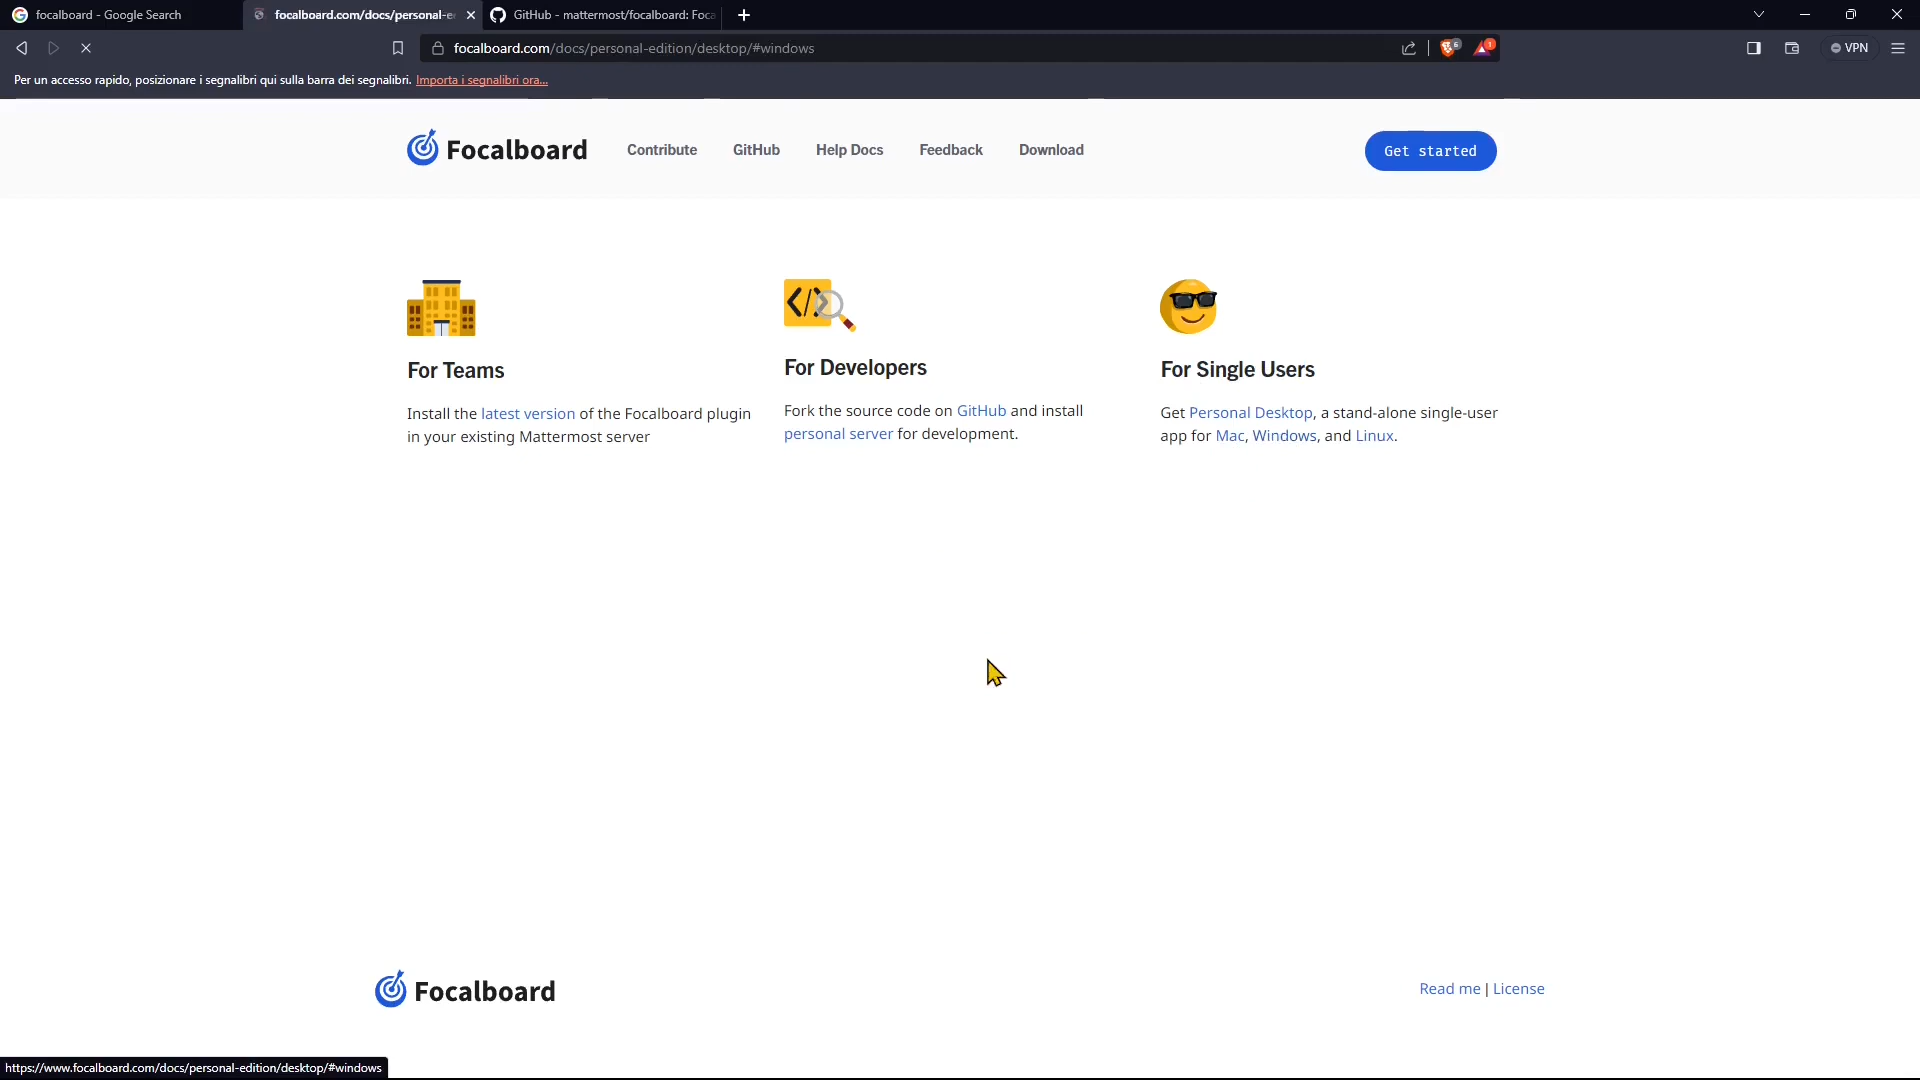 focalboard - Google Search
focalboard.com/docs/personal-e
GitHub - mattermost/focalboard: Foca
focalboard.com/docs/personal-edition/desktop/#windows
6
1
VPN
Per un accesso rapido, posizionare i segnalibri qui sulla barra dei segnalibri. Importa i segnalibri ora...
Focalboard
Contribute
GitHub
Help Docs
Feedback
Download
Get started
For Teams
Install the latest version of the Focalboard plugin
in your existing Mattermost server
For Developers
Fork the source code on GitHub and install
personal server for development.
For Single Users
Get Personal Desktop, a stand-alone single-user
app for Mac, Windows, and Linux.
Focalboard
Read me | License
https://www.focalboard.com/docs/personal-edition/desktop/#windows